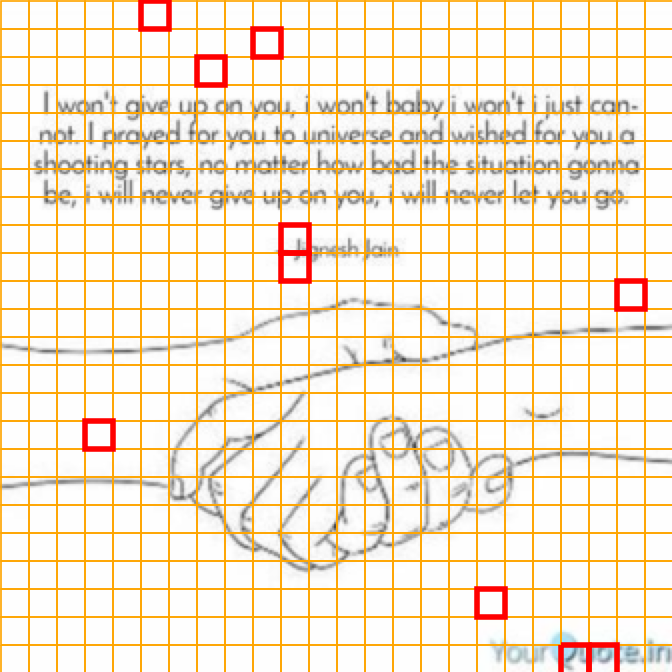 I won't give up on you, i won't baby i won't i just can-
not. I prayed for you to universe and wished for you a
shooting stars, no matter how bad the situation gonna
be, i will never give up on you, i will never let you go.
Jignesh Jain
YourQuote.in